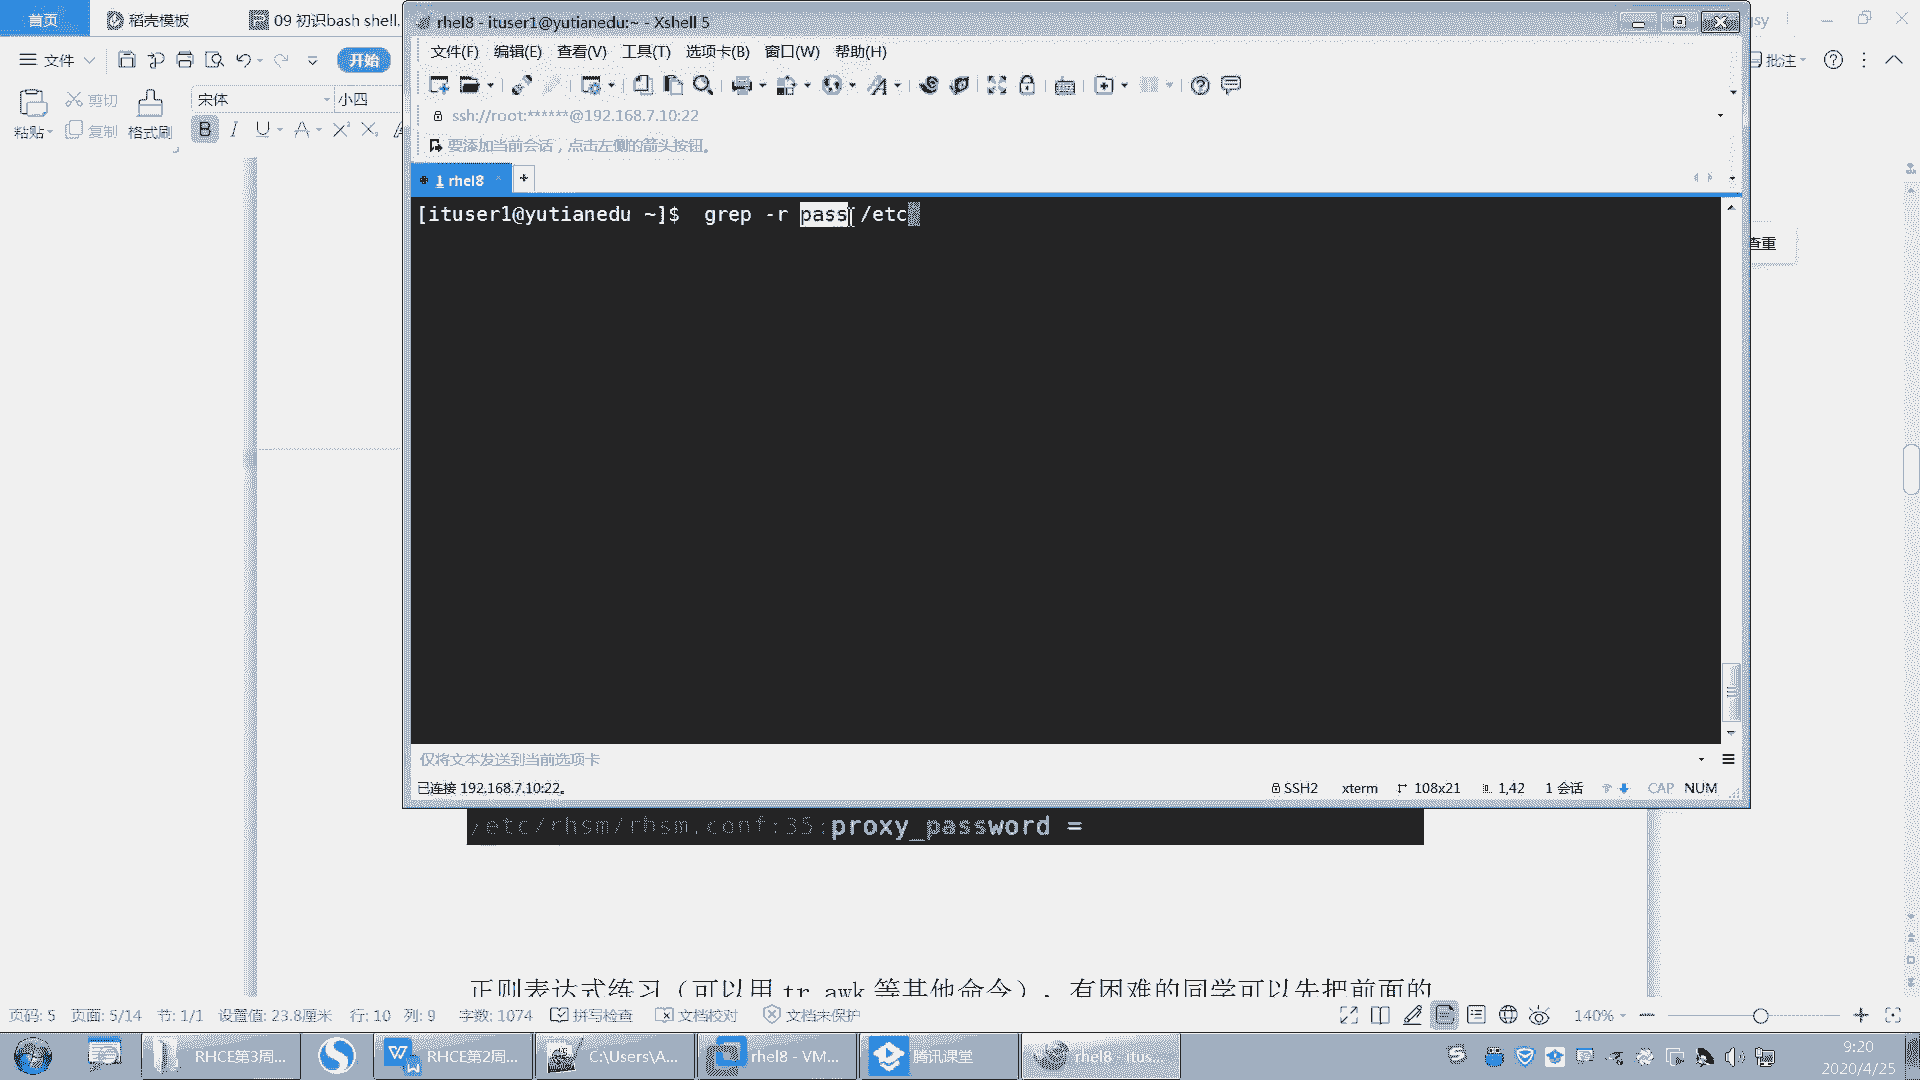 首页 稻壳模板 09 初识bash shell.
文件 开始 批注
粘贴 剪切 复制 格式刷 宋体 小四
B I U A X² X₂
rhel8 - ituser1@yutianedu:~ - Xshell 5
文件(F) 编辑(E) 查看(V) 工具(T) 选项卡(B) 窗口(W) 帮助(H)
ssh://root:******@192.168.7.10:22
要添加当前会话，点击左侧的箭头按钮。
1 rhel8 +
[ituser1@yutianedu ~]$  grep -r pass /etc
查重
仅将文本发送到当前选项卡
已连接 192.168.7.10:22。 SSH2 xterm 108x21 1,42 1 会话 CAP NUM
/etc/rhsm/rhsm.conf:35:proxy_password =
正则表达式练习（可以用 tr awk 等其他命令），有困难的同学可以先把前面的
页码: 5 页面: 5/14 节: 1/1 设置值: 23.8厘米 行: 10 列: 9 字数: 1074 拼写检查 文档校对 文档未保护 140%
RHCE第3周... RHCE第2周... C:\Users\A... rhel8 - VM... 腾讯课堂 rhel8 - itus...
9:20
2020/4/25